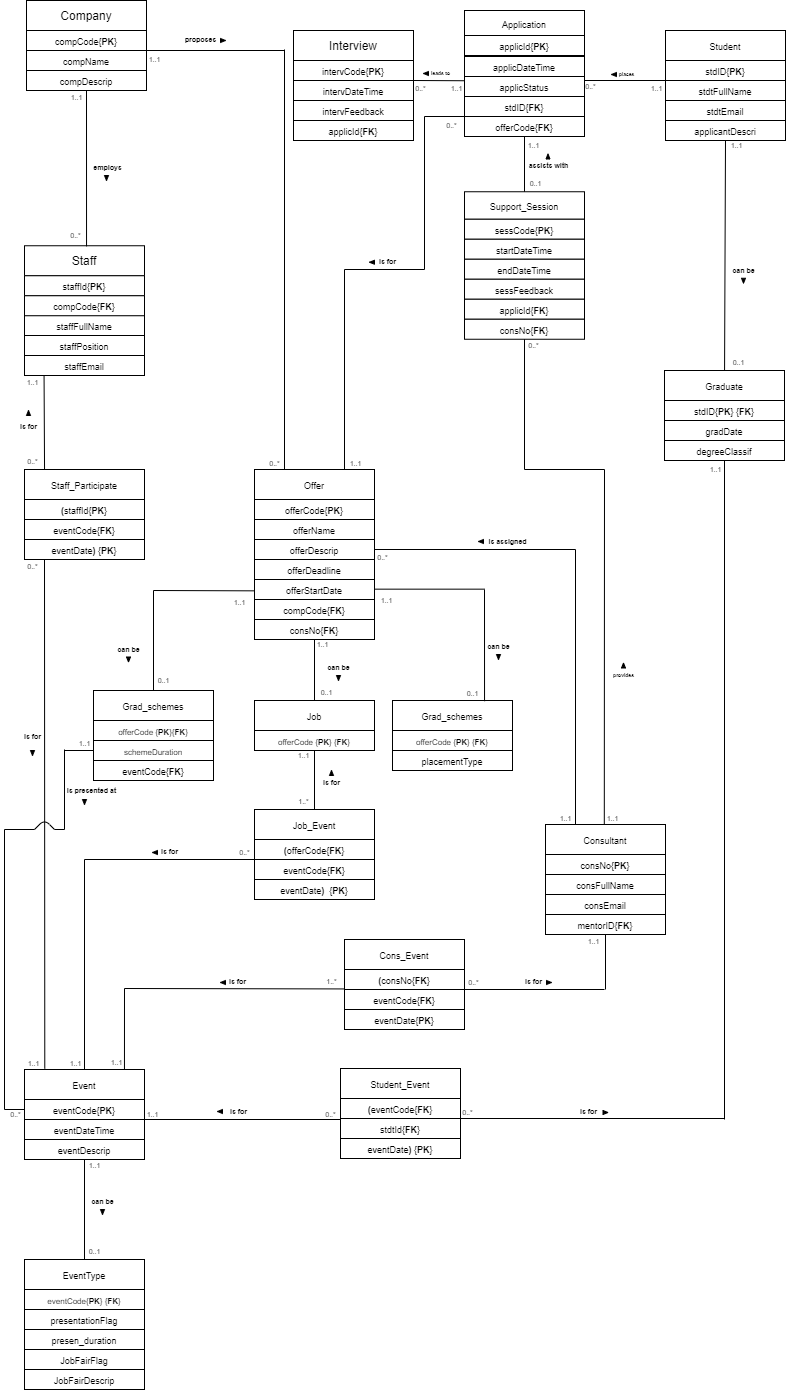 Company
compCode{PK}
compName
compDescrip
1..1
proposes ▶
1..1
employs
▼
0..*
Interview
intervCode{PK}
intervDateTime
intervFeedback
applicId{FK}
◀ leads to
0..*
1..1
Application
applicId{PK}
applicDateTime
applicStatus
stdID{FK}
offerCode{FK}
◀ places
0..*
1..1
Student
stdID{PK}
stdtFullName
stdtEmail
applicantDescri
1..1
0..*
1..1
▲
assists with
0..1
Support_Session
sessCode{PK}
startDateTime
endDateTime
sessFeedback
applicId{FK}
consNo{FK}
0..*
◀ is for
can be
▼
0..1
Staff
staffId{PK}
compCode{FK}
staffFullName
staffPosition
staffEmail
1..1
▲
is for
0..*
Graduate
stdID{PK} {FK}
gradDate
degreeClassif
1..1
Staff_Participate
(staffId{PK}
eventCode{FK}
eventDate) {PK}
0..*
0..*
1..1
Offer
offerCode{PK}
offerName
offerDescrip
offerDeadline
offerStartDate
compCode{FK}
consNo{FK}
◀ is assigned
0..*
1..1
1..1
1..1
can be
▼
0..1
can be
▼
0..1
can be
▼
0..1
▲
provides
Grad_schemes
offerCode {PK}{FK}
schemeDuration
eventCode{FK}
1..1
is presented at
▼
is for
▼
Job
offerCode {PK} {FK}
1..1
▲
is for
1..*
Grad_schemes
offerCode {PK} {FK}
placementType
Job_Event
(offerCode{FK}
eventCode{FK}
eventDate) {PK}
◀ is for
0..*
1..1
1..1
Consultant
consNo{PK}
consFullName
consEmail
mentorID{FK}
1..1
Cons_Event
(consNo{FK}
eventCode{FK}
eventDate{PK}
◀ is for
1..*
0..*
is for ▶
1..1
1..1
1..1
Event
eventCode{PK}
eventDateTime
eventDescrip
0..*
1..1
◀ is for
0..*
Student_Event
(eventCode{FK}
stdtId{FK}
eventDate) {PK}
0..*
is for ▶
1..1
can be
▼
0..1
EventType
eventCode{PK} {FK}
presentationFlag
presen_duration
JobFairFlag
JobFairDescrip